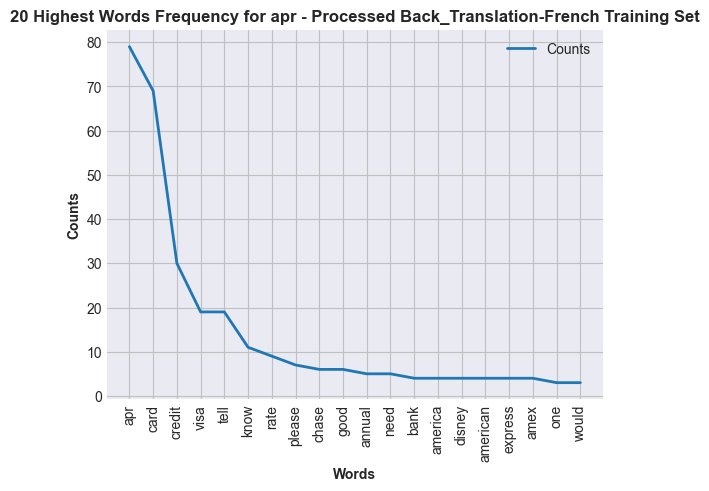 20 Highest Words Frequency for apr - Processed Back_Translation-French Training Set
Counts
80
70
60
50
40
30
20
10
0
Counts
apr
card
credit
visa
tell
know
rate
please
chase
good
annual
need
bank
america
disney
american
express
amex
one
would
Words